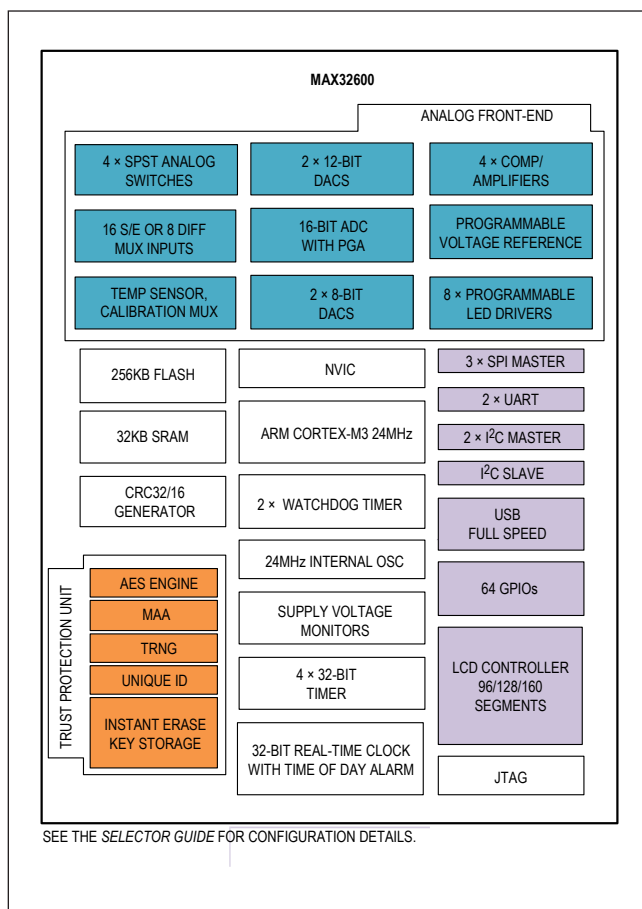 MAX32600
ANALOG FRONT-END
4 × SPST ANALOG
SWITCHES
2 × 12-BIT
DACS
4 × COMP/
AMPLIFIERS
16 S/E OR 8 DIFF
MUX INPUTS
16-BIT ADC
WITH PGA
PROGRAMMABLE
VOLTAGE REFERENCE
TEMP SENSOR,
CALIBRATION MUX
2 × 8-BIT
DACS
8 × PROGRAMMABLE
LED DRIVERS
256KB FLASH
32KB SRAM
CRC32/16
GENERATOR
TRUST PROTECTION UNIT
AES ENGINE
MAA
TRNG
UNIQUE ID
INSTANT ERASE
KEY STORAGE
NVIC
ARM CORTEX-M3 24MHz
2 × WATCHDOG TIMER
24MHz INTERNAL OSC
SUPPLY VOLTAGE
MONITORS
4 × 32-BIT
TIMER
32-BIT REAL-TIME CLOCK
WITH TIME OF DAY ALARM
3 × SPI MASTER
2 × UART
2 × I²C MASTER
I²C SLAVE
USB
FULL SPEED
64 GPIOs
LCD CONTROLLER
96/128/160
SEGMENTS
JTAG
SEE THE SELECTOR GUIDE FOR CONFIGURATION DETAILS.